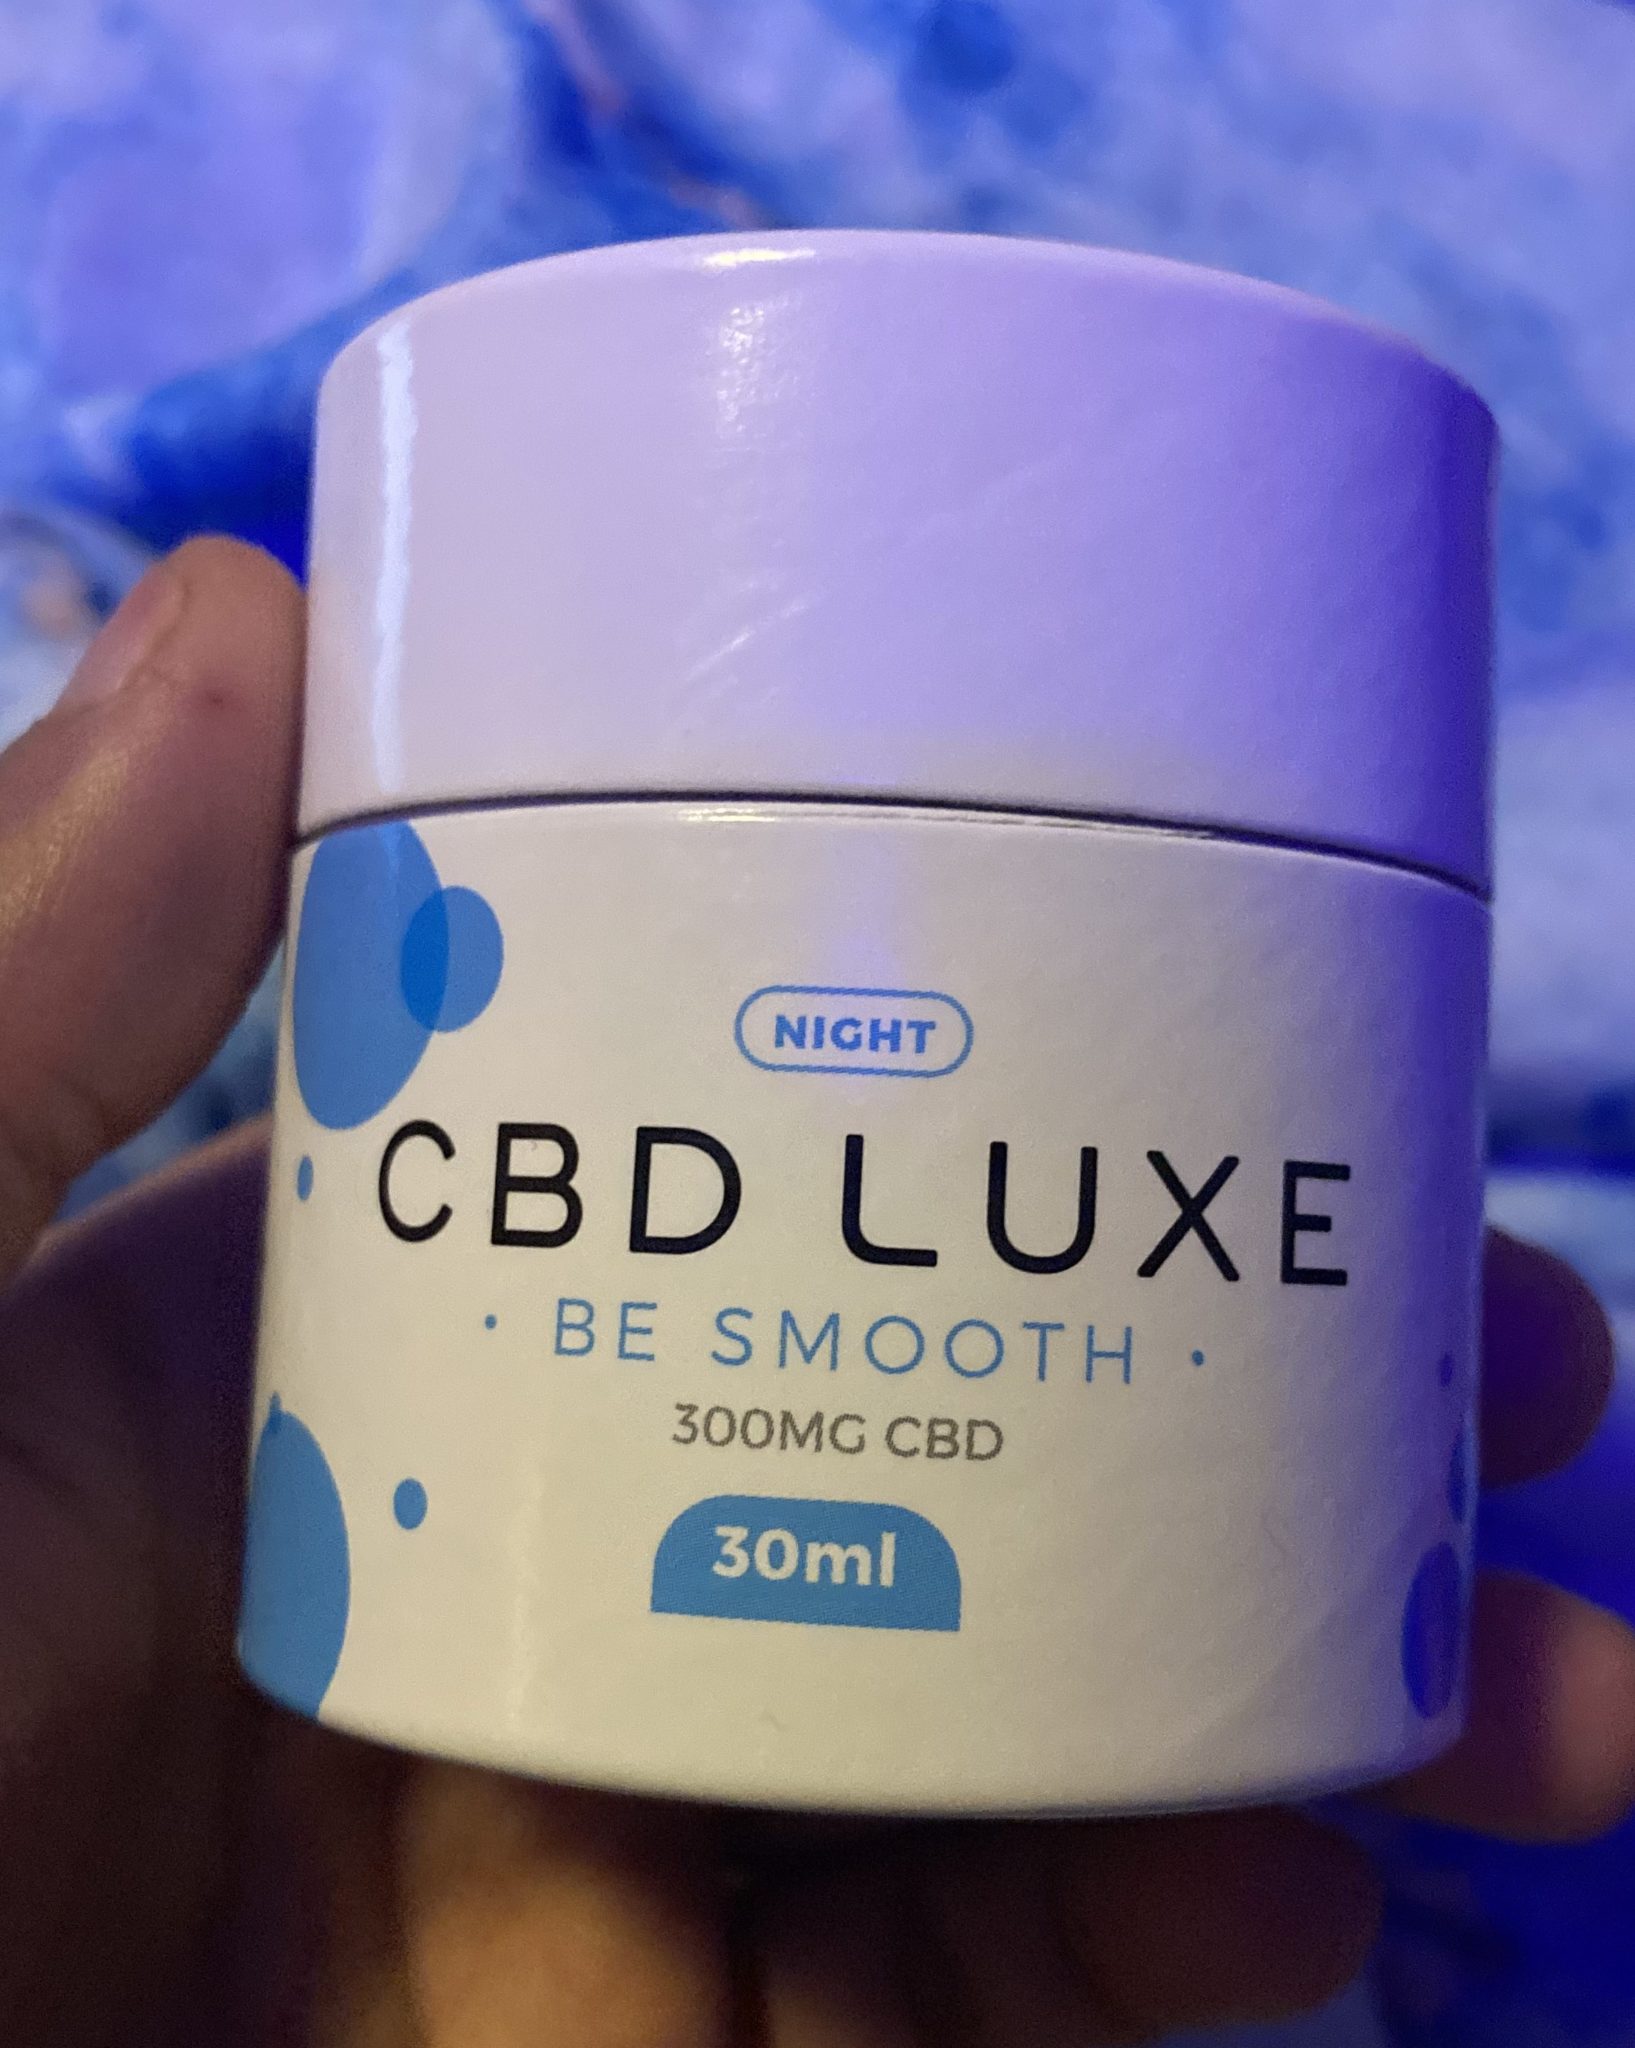 NIGHT
CBD LUXE
• BE SMOOTH •
300MG CBD
30ml